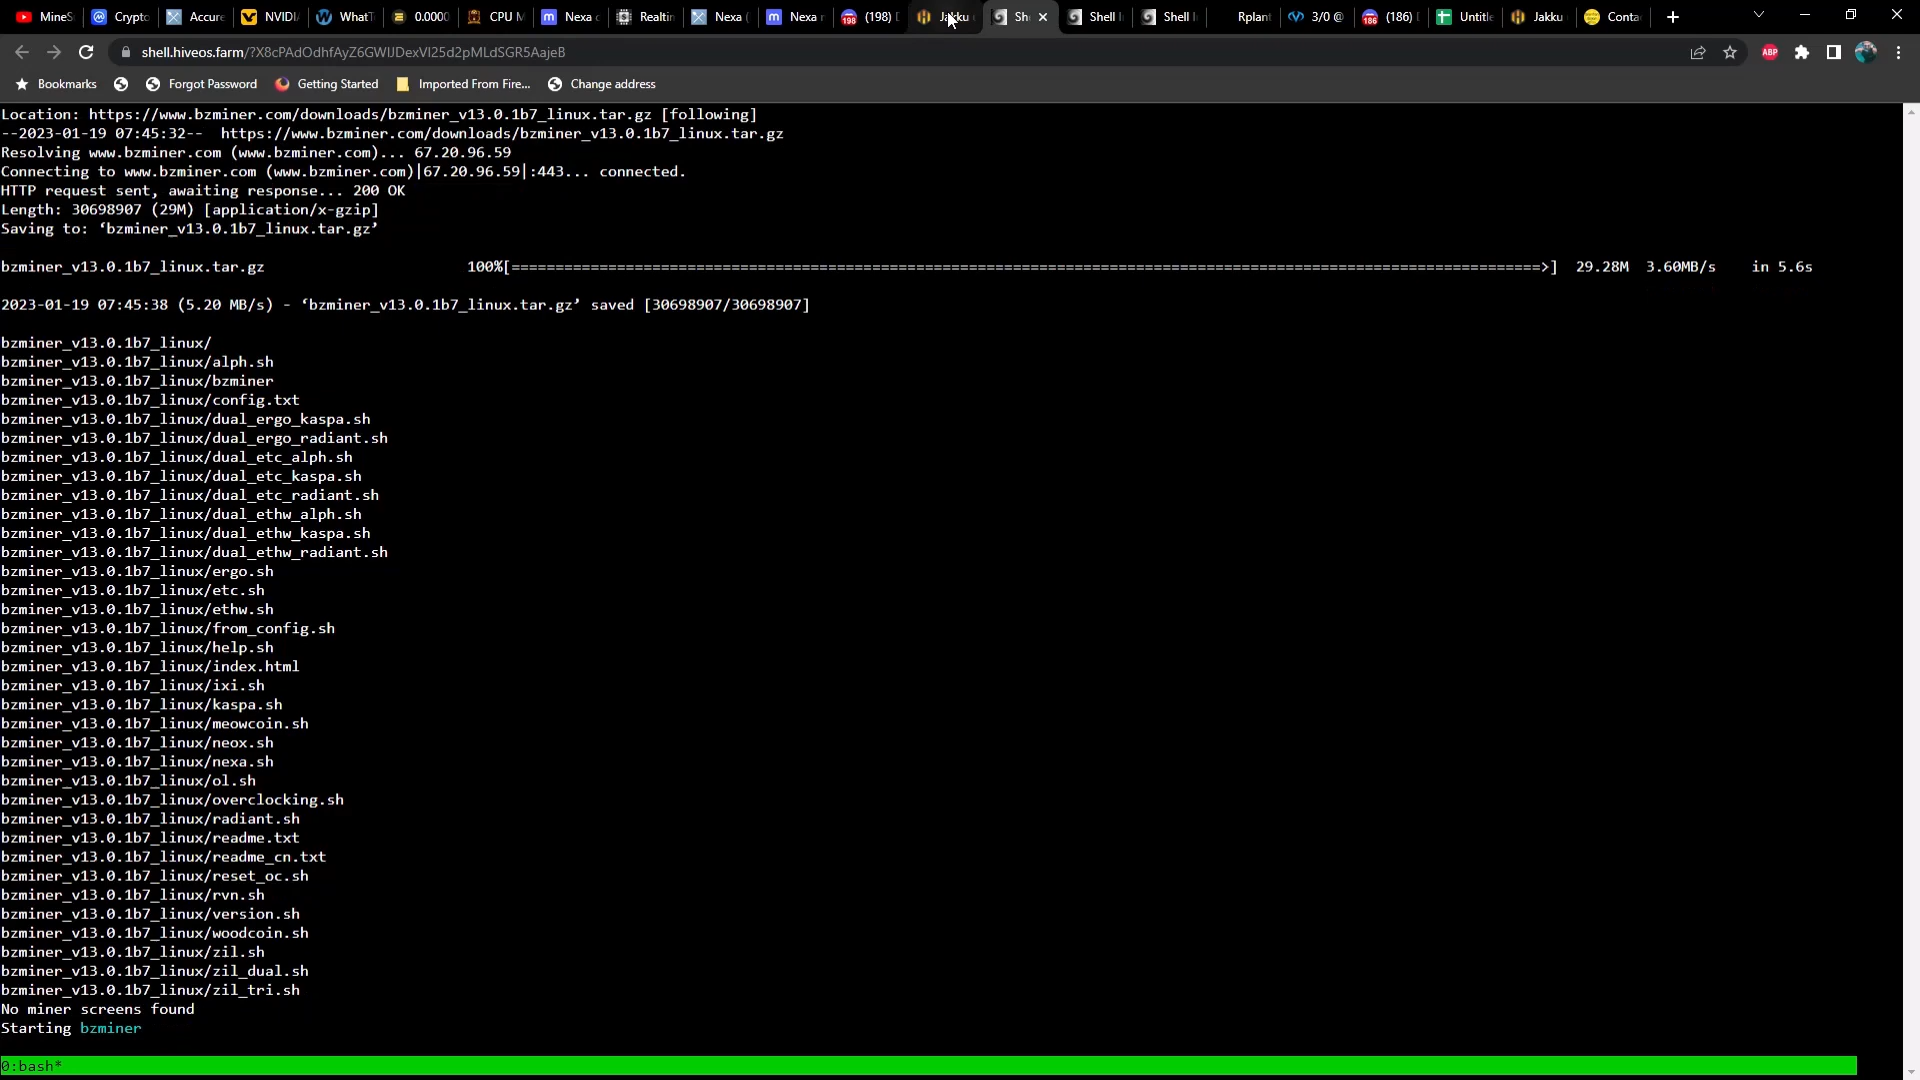 MineS
Crypto
Accure
NVIDI
WhatT
0.0000
CPU M
Nexa c
Realtin
Nexa (
Nexa r
(198)
Jakku
She
Shell I
Shell I
Rplant
3/0 @
(186)
Untitle
Jakku
Conta
shell.hiveos.farm/?X8cPAdOdhfAyZ6GWlJDexVl25d2pMLdSGR5AajeB
ABP
Bookmarks
Forgot Password
Getting Started
Imported From Fire...
Change address
Location: https://www.bzminer.com/downloads/bzminer_v13.0.1b7_linux.tar.gz [following]
--2023-01-19 07:45:32-- https://www.bzminer.com/downloads/bzminer_v13.0.1b7_linux.tar.gz
Resolving www.bzminer.com (www.bzminer.com)... 67.20.96.59
Connecting to www.bzminer.com (www.bzminer.com)|67.20.96.59|:443... connected.
HTTP request sent, awaiting response... 200 OK
Length: 30698907 (29M) [application/x-gzip]
Saving to: ‘bzminer_v13.0.1b7_linux.tar.gz’
bzminer_v13.0.1b7_linux.tar.gz 100%[=====================================================================================================================>] 29.28M 3.60MB/s in 5.6s
2023-01-19 07:45:38 (5.20 MB/s) - ‘bzminer_v13.0.1b7_linux.tar.gz’ saved [30698907/30698907]
bzminer_v13.0.1b7_linux/
bzminer_v13.0.1b7_linux/alph.sh
bzminer_v13.0.1b7_linux/bzminer
bzminer_v13.0.1b7_linux/config.txt
bzminer_v13.0.1b7_linux/dual_ergo_kaspa.sh
bzminer_v13.0.1b7_linux/dual_ergo_radiant.sh
bzminer_v13.0.1b7_linux/dual_etc_alph.sh
bzminer_v13.0.1b7_linux/dual_etc_kaspa.sh
bzminer_v13.0.1b7_linux/dual_etc_radiant.sh
bzminer_v13.0.1b7_linux/dual_ethw_alph.sh
bzminer_v13.0.1b7_linux/dual_ethw_kaspa.sh
bzminer_v13.0.1b7_linux/dual_ethw_radiant.sh
bzminer_v13.0.1b7_linux/ergo.sh
bzminer_v13.0.1b7_linux/etc.sh
bzminer_v13.0.1b7_linux/ethw.sh
bzminer_v13.0.1b7_linux/from_config.sh
bzminer_v13.0.1b7_linux/help.sh
bzminer_v13.0.1b7_linux/index.html
bzminer_v13.0.1b7_linux/ixi.sh
bzminer_v13.0.1b7_linux/kaspa.sh
bzminer_v13.0.1b7_linux/meowcoin.sh
bzminer_v13.0.1b7_linux/neox.sh
bzminer_v13.0.1b7_linux/nexa.sh
bzminer_v13.0.1b7_linux/ol.sh
bzminer_v13.0.1b7_linux/overclocking.sh
bzminer_v13.0.1b7_linux/radiant.sh
bzminer_v13.0.1b7_linux/readme.txt
bzminer_v13.0.1b7_linux/readme_cn.txt
bzminer_v13.0.1b7_linux/reset_oc.sh
bzminer_v13.0.1b7_linux/rvn.sh
bzminer_v13.0.1b7_linux/version.sh
bzminer_v13.0.1b7_linux/woodcoin.sh
bzminer_v13.0.1b7_linux/zil.sh
bzminer_v13.0.1b7_linux/zil_dual.sh
bzminer_v13.0.1b7_linux/zil_tri.sh
No miner screens found
Starting bzminer
0:bash*